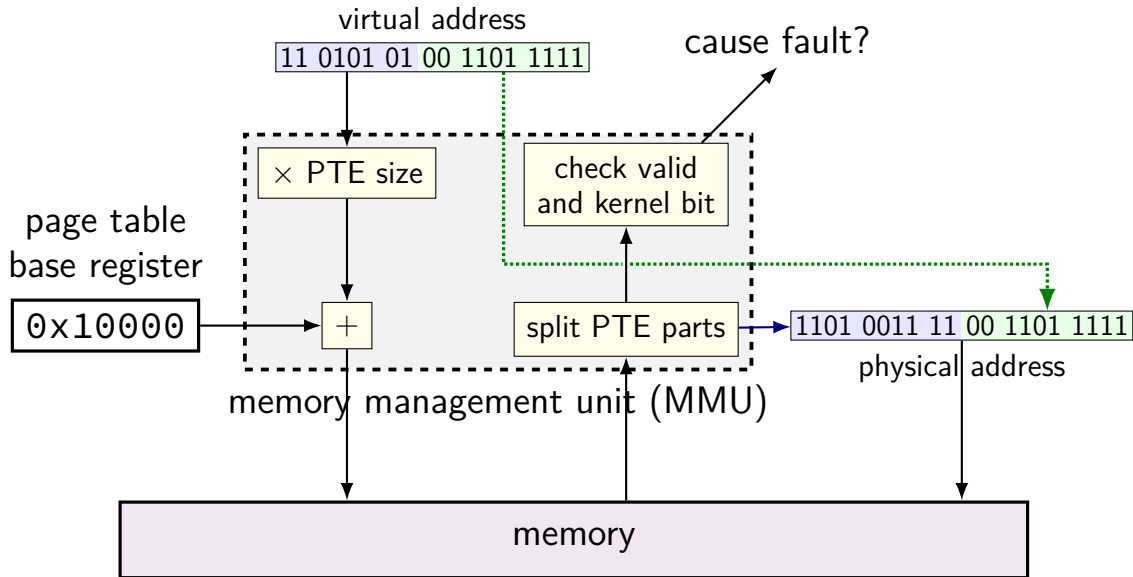 virtual address
11 0101 01 00 1101 1111
cause fault?
× PTE size
check valid
and kernel bit
page table
base register
0x10000
+
split PTE parts
1101 0011 11 00 1101 1111
physical address
memory management unit (MMU)
memory